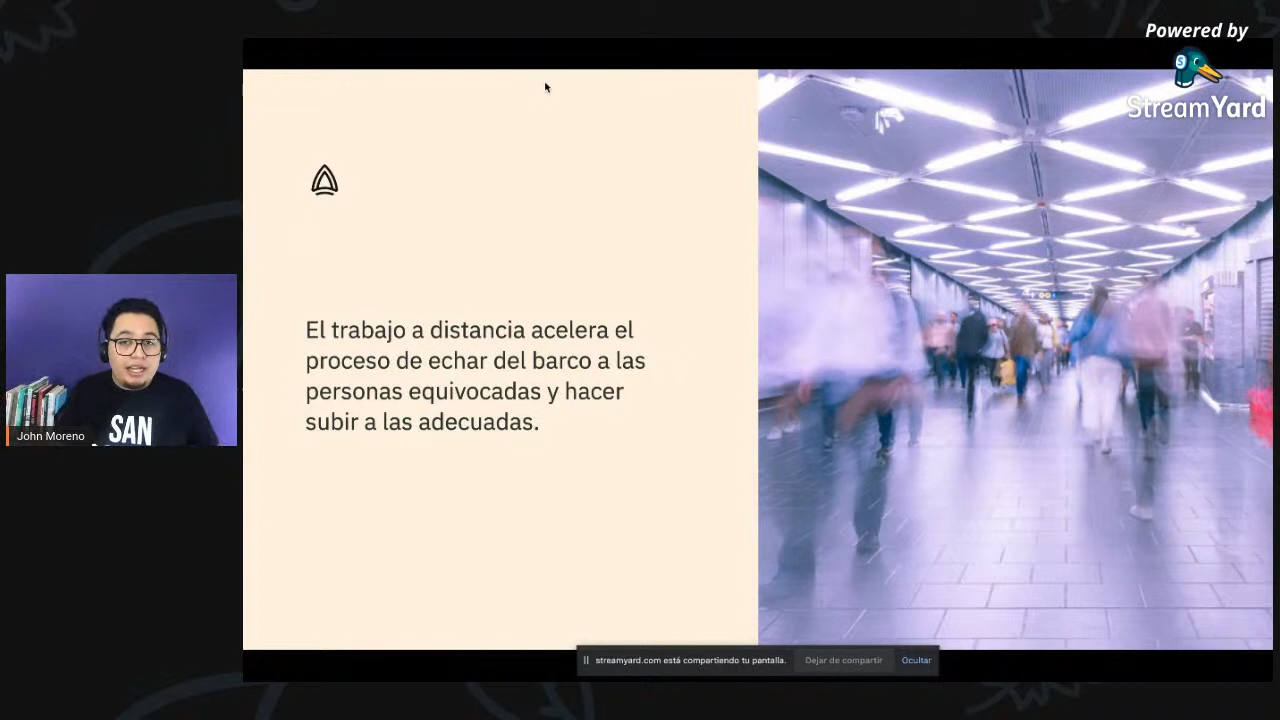 Powered by
StreamYard
El trabajo a distancia acelera el
proceso de echar del barco a las
personas equivocadas y hacer
subir a las adecuadas.
SAN
John Moreno
streamyard.com está compartiendo tu pantalla.
Dejar de compartir
Ocultar